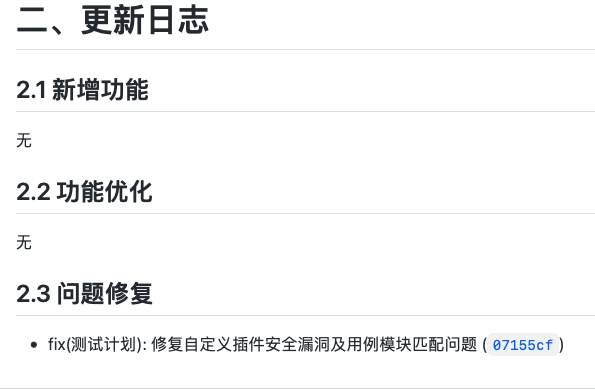 二、更新日志
2.1 新增功能
无
2.2 功能优化
无
2.3 问题修复
• fix(测试计划): 修复自定义插件安全漏洞及用例模块匹配问题 (07155cf)